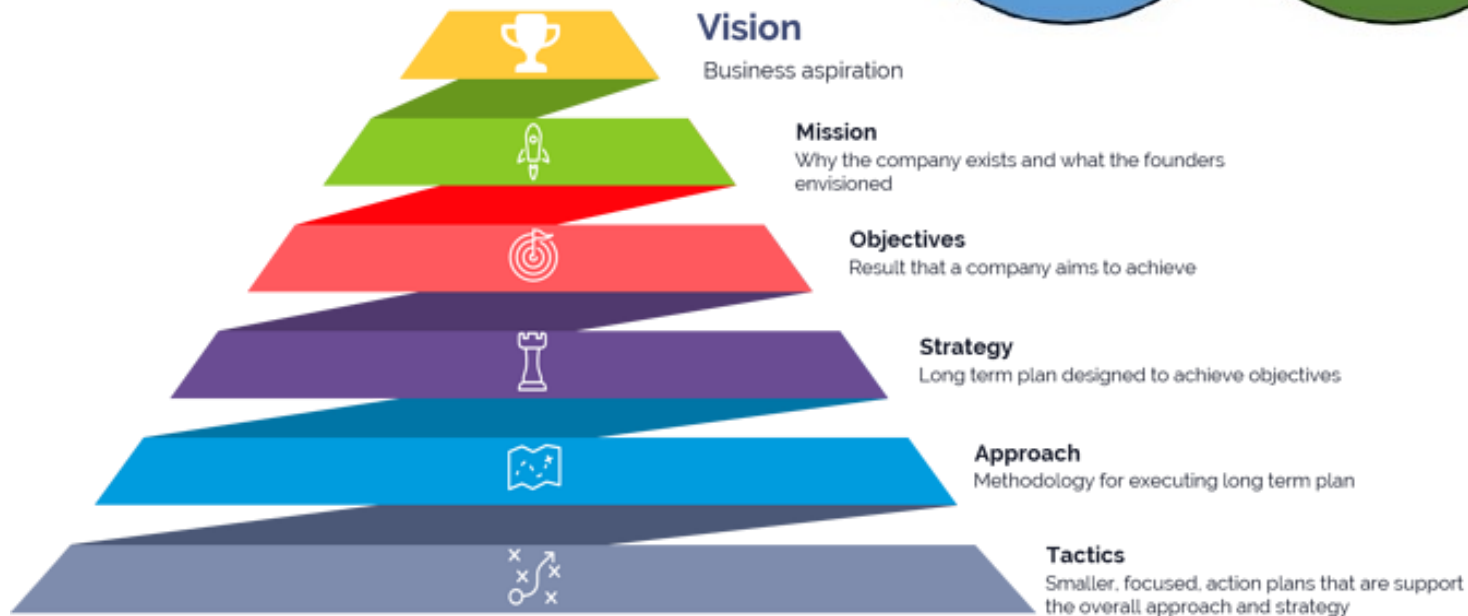 Vision
Business aspiration
Mission
Why the company exists and what the founders
envisioned
Objectives
Result that a company aims to achieve
Strategy
Long term plan designed to achieve objectives
Approach
Methodology for executing long term plan
Tactics
Smaller, focused, action plans that are support
the overall approach and strategy